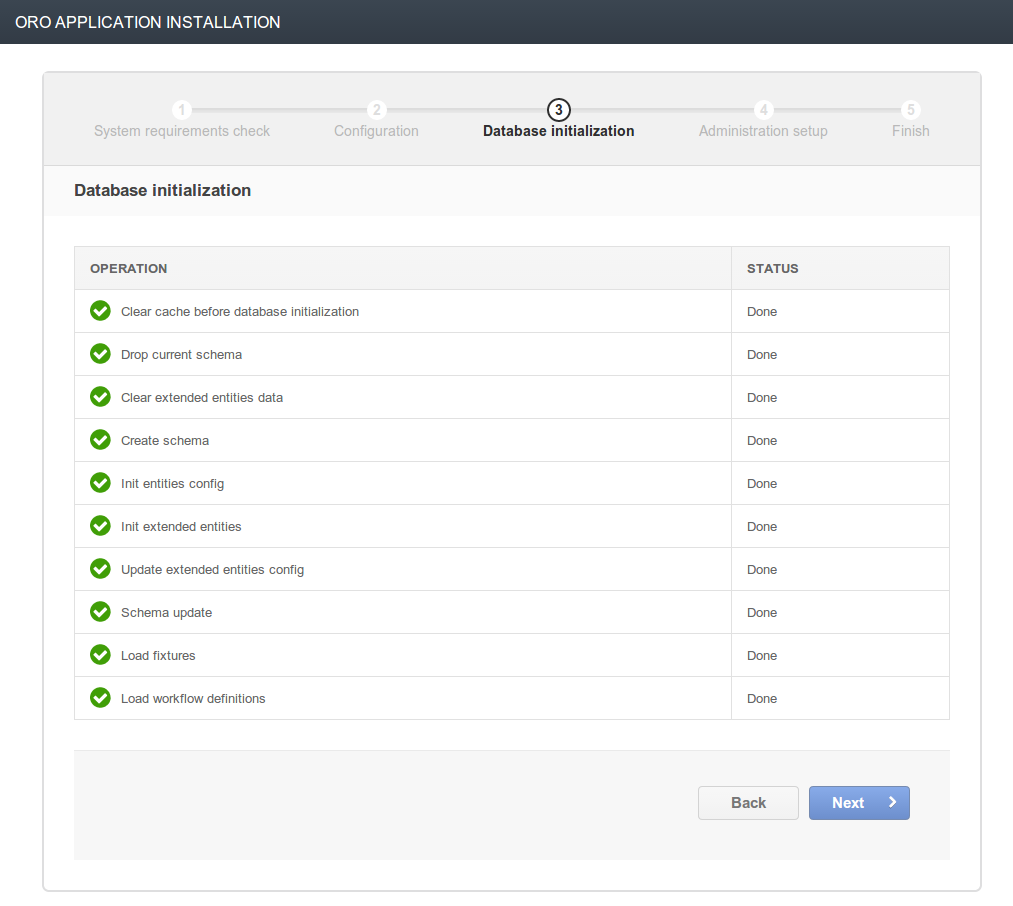 ORO APPLICATION INSTALLATION
1 2 3 4 5
System requirements check Configuration Database initialization Administration setup Finish
Database initialization
OPERATION STATUS
Clear cache before database initialization Done
Drop current schema Done
Clear extended entities data Done
Create schema Done
Init entities config Done
Init extended entities Done
Update extended entities config Done
Schema update Done
Load fixtures Done
Load workflow definitions Done
Back Next